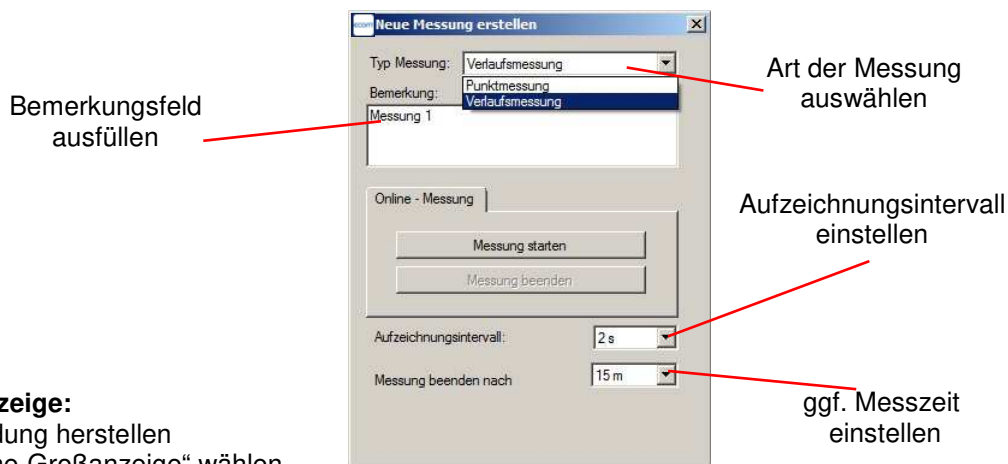 ecom Neue Messung erstellen
Typ Messung: Verlaufsmessung
Punktmessung
Bemerkung: Verlaufsmessung
Messung 1
Art der Messung
auswählen
Bemerkungsfeld
ausfüllen
Online - Messung
Messung starten
Messung beenden
Aufzeichnungsintervall
einstellen
Aufzeichnungsintervall: 2 s
Messung beenden nach 15 m
ggf. Messzeit
einstellen
zeige:
dung herstellen
Großanzeige“ wählen